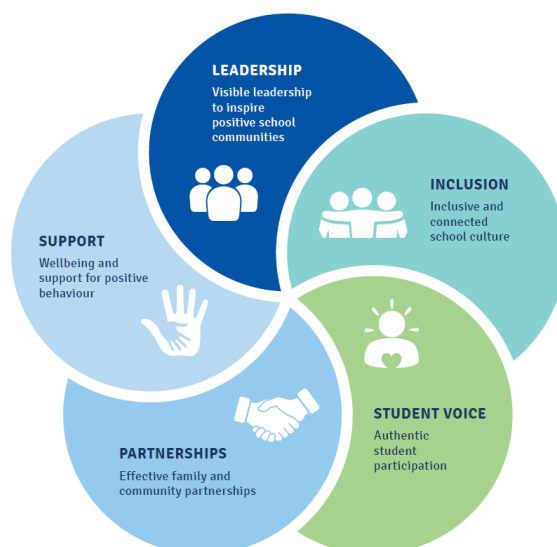 LEADERSHIP
Visible leadership
to inspire
positive school
communities
INCLUSION
Inclusive and
connected
school culture
STUDENT VOICE
Authentic
student
participation
PARTNERSHIPS
Effective family and
community partnerships
SUPPORT
Wellbeing and
support for positive
behaviour